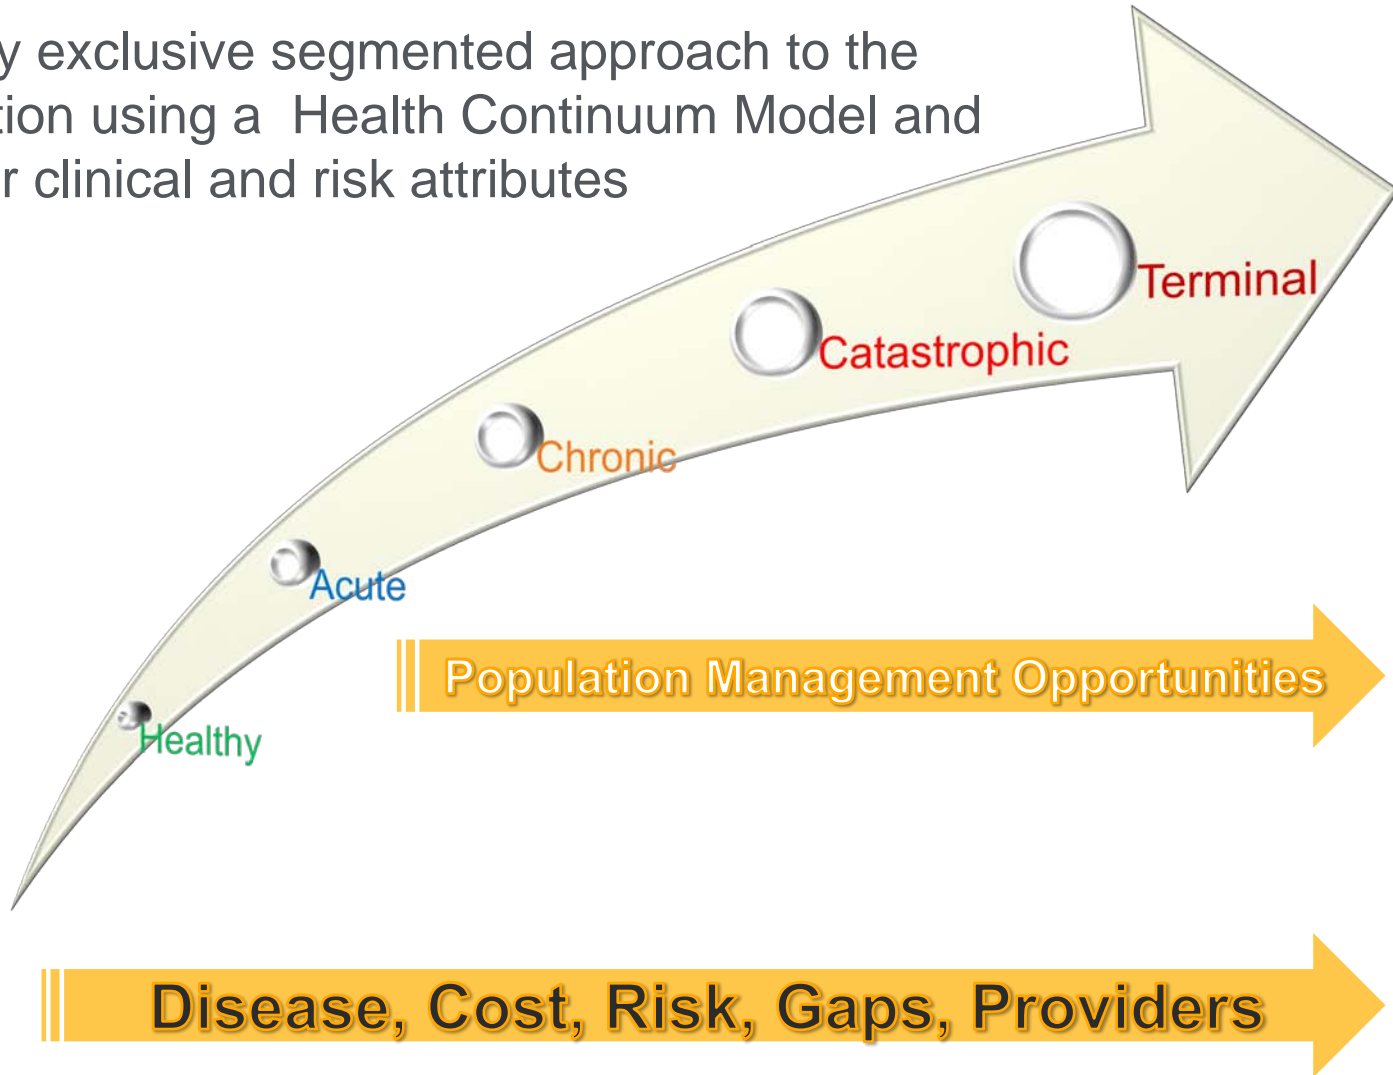 y exclusive segmented approach to the
tion using a  Health Continuum Model and
r clinical and risk attributes
Terminal
Catastrophic
Chronic
Acute
Population Management Opportunities
Healthy
Disease, Cost, Risk, Gaps, Providers